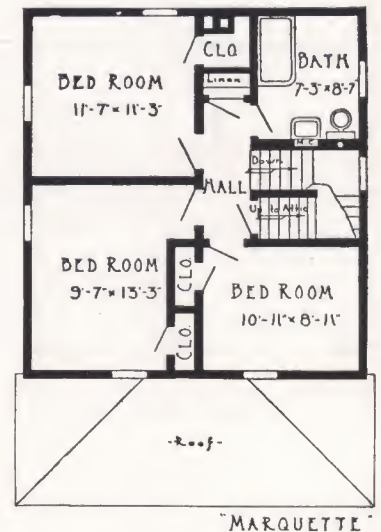 CLO.
BATH
7'-3" × 8'-7"
BED ROOM
11'-7" × 11'-3"
Linen
M.C.
Down
HALL
Up to Attic
BED ROOM
9'-7" × 13'-3"
CLO.
BED ROOM
10'-11" × 8'-11"
CLO.
-Roof-
"MARQUETTE"